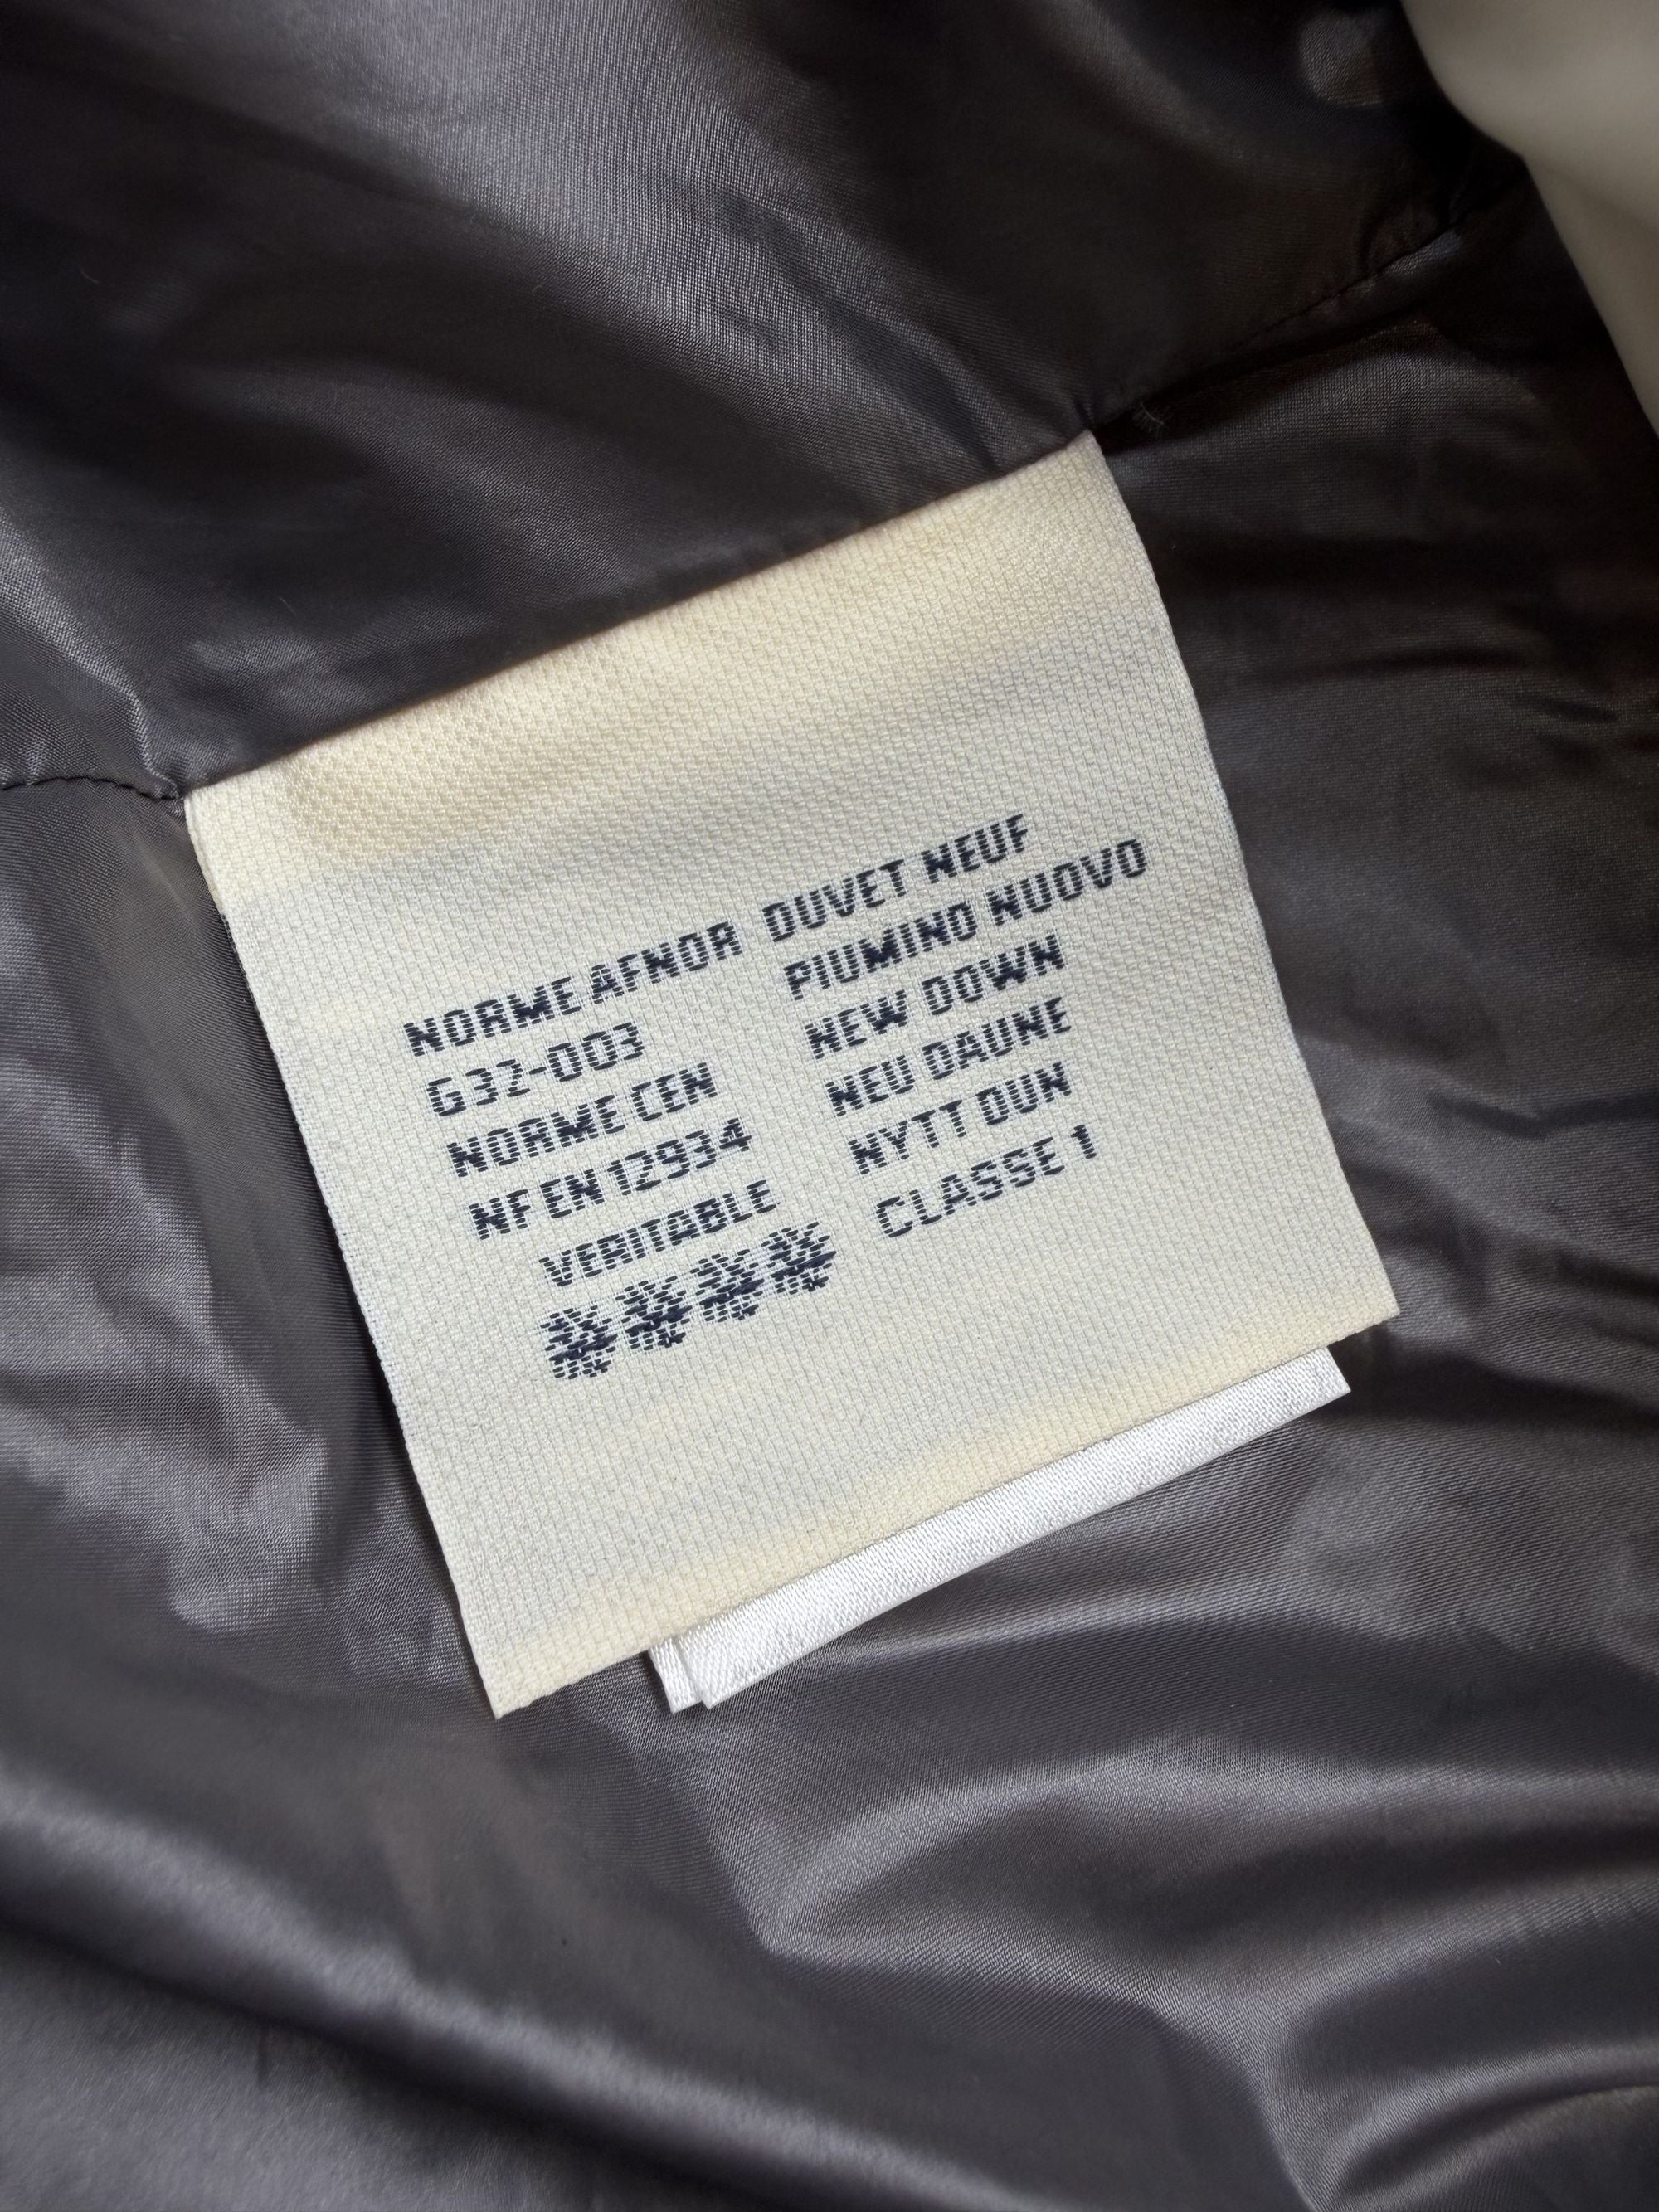 NORME AFNOR DUVET NEUF
G32-003 PIUMINO NUOVO
NORME CEN NEW DOWN
NF EN 12934 NEU DAUNE
VERITABLE NYTT DUN
**** CLASSE 1